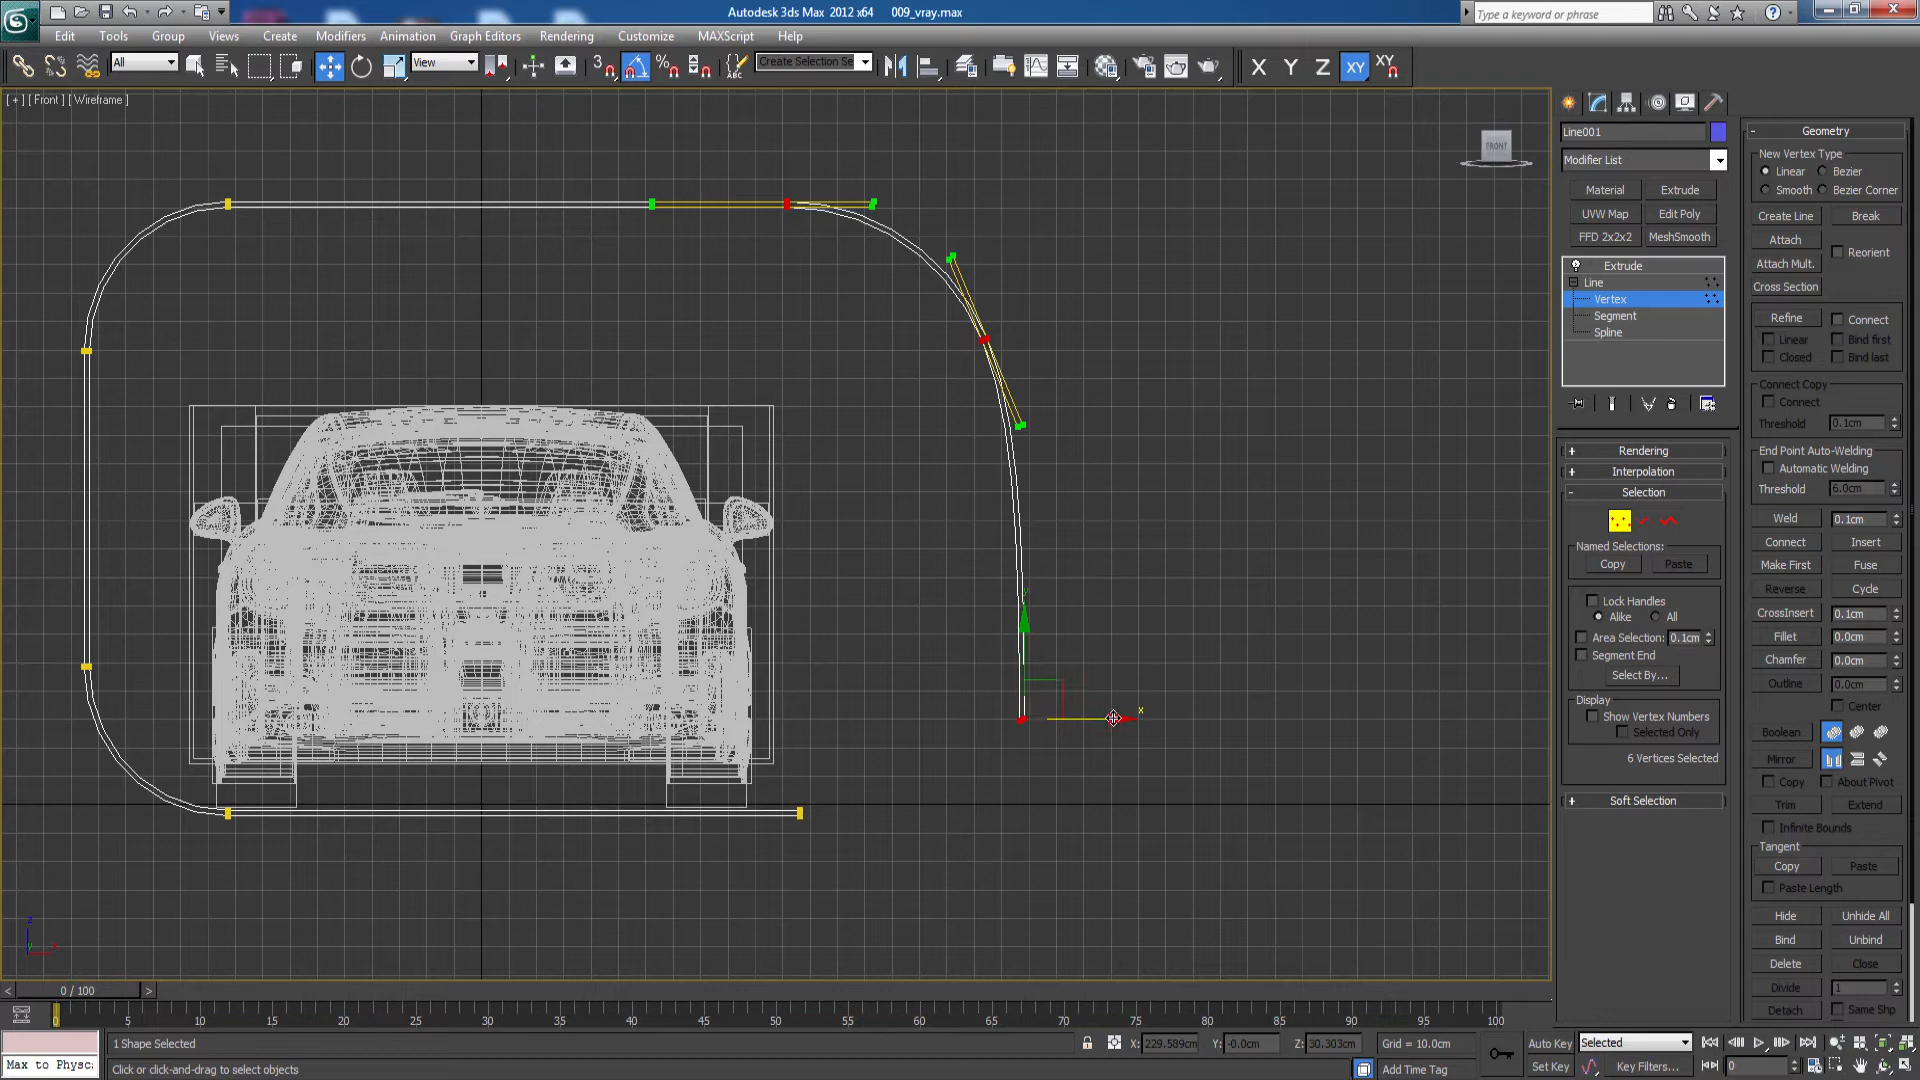 Autodesk 3ds Max 2012 x64 009_vray.max
Type a keyword or phrase
Edit Tools Group Views Create Modifiers Animation Graph Editors Rendering Customize MAXScript Help
All
View
3
%
ABC
Create Selection Se
X Y Z XY XY
[ + ] [ Front ] [ Wireframe ]
FRONT
x
y
z
y
x
Line001
Modifier List
Material Extrude
UVW Map Edit Poly
FFD 2x2x2 MeshSmooth
Extrude
Line
Vertex
Segment
Spline
+ Rendering
+ Interpolation
- Selection
Named Selections:
Copy Paste
Lock Handles
Alike All
Area Selection: 0.1cm
Segment End
Select By...
Display
Show Vertex Numbers
Selected Only
6 Vertices Selected
+ Soft Selection
- Geometry
New Vertex Type
Linear Bezier
Smooth Bezier Corner
Create Line Break
Attach
Reorient
Attach Mult.
Cross Section
Refine Connect
Linear Bind first
Closed Bind last
Connect Copy
Connect
Threshold 0.1cm
End Point Auto-Welding
Automatic Welding
Threshold 6.0cm
Weld 0.1cm
Connect Insert
Make First Fuse
Reverse Cycle
CrossInsert 0.1cm
Fillet 0.0cm
Chamfer 0.0cm
Outline 0.0cm
Center
Boolean
Mirror
Copy About Pivot
Trim Extend
Infinite Bounds
Tangent
Copy Paste
Paste Length
Hide Unhide All
Bind Unbind
Delete Close
Divide 1
Detach Same Shp
< 0 / 100 >
0 5 10 15 20 25 30 35 40 45 50 55 60 65 70 75 80 85 90 95 100
1 Shape Selected
X: 229.589cm Y: -0.0cm Z: 30.303cm Grid = 10.0cm
Auto Key Selected
Max to Physc:
Click or click-and-drag to select objects
Add Time Tag
Set Key Key Filters... 0